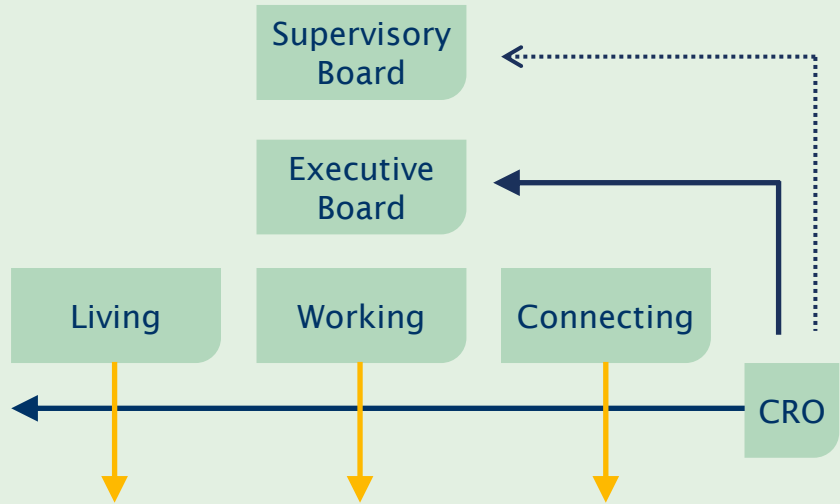 Supervisory
Board
Executive
Board
Living
Working
Connecting
CRO